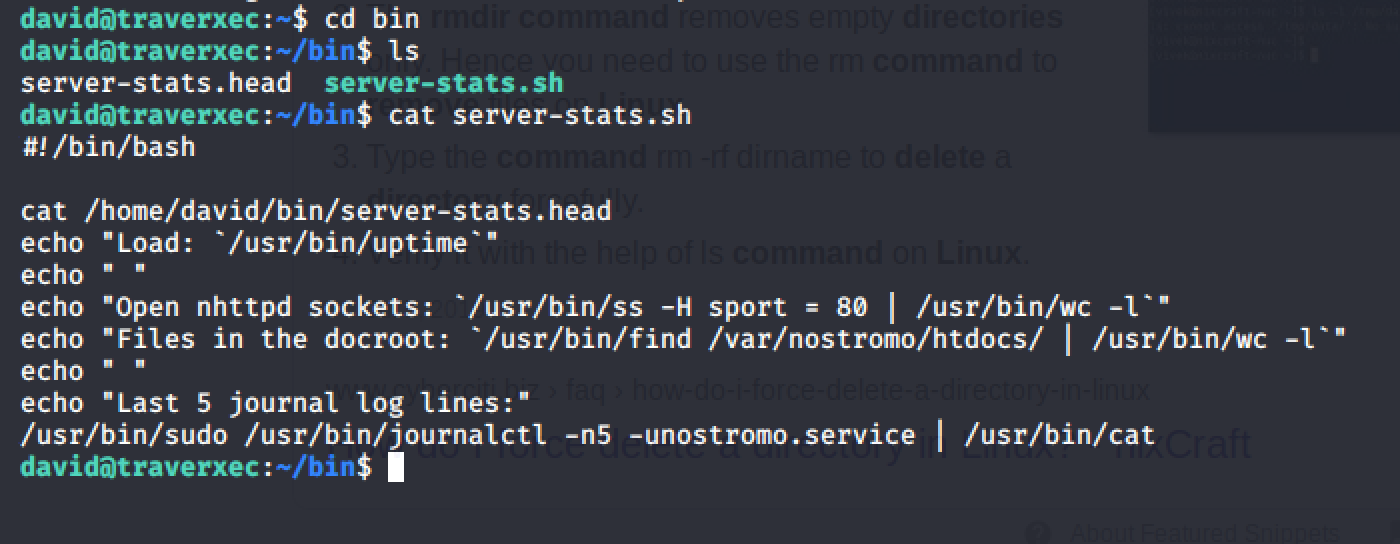 david@traverxec:~$ cd bin
david@traverxec:~/bin$ ls
server-stats.head  server-stats.sh
david@traverxec:~/bin$ cat server-stats.sh
#!/bin/bash
cat /home/david/bin/server-stats.head
echo "Load: `/usr/bin/uptime`"
echo " "
echo "Open nhttpd sockets: `/usr/bin/ss -H sport = 80 | /usr/bin/wc -l`"
echo "Files in the docroot: `/usr/bin/find /var/nostromo/htdocs/ | /usr/bin/wc -l`"
echo " "
echo "Last 5 journal log lines:"
/usr/bin/sudo /usr/bin/journalctl -n5 -unostromo.service | /usr/bin/cat
david@traverxec:~/bin$
rmdir command removes empty directories
only. Hence you need to use the rm command to
remove files on Linux.
3. Type the command rm -rf dirname to delete a
directory forcefully.
4. Verify it with the help of ls command on Linux.
www.cyberciti.biz › faq › how-do-i-force-delete-a-directory-in-linux
How do I force delete a directory in Linux? - nixCraft
About Featured Snippets